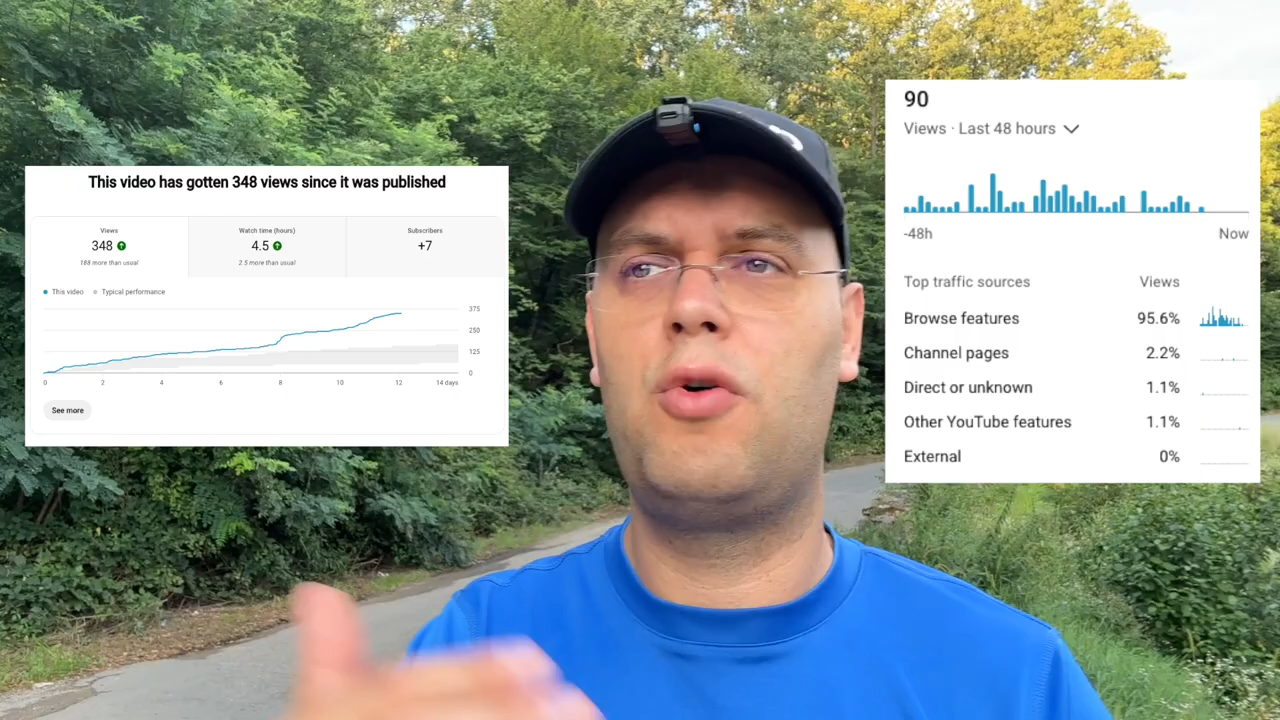 This video has gotten 348 views since it was published
Views
348
188 more than usual
Watch time (hours)
4.5
2.5 more than usual
Subscribers
+7
This video
Typical performance
375
250
125
0
0 2 4 6 8 10 12 14 days
See more
90
Views · Last 48 hours
-48h Now
Top traffic sources Views
Browse features 95.6%
Channel pages 2.2%
Direct or unknown 1.1%
Other YouTube features 1.1%
External 0%